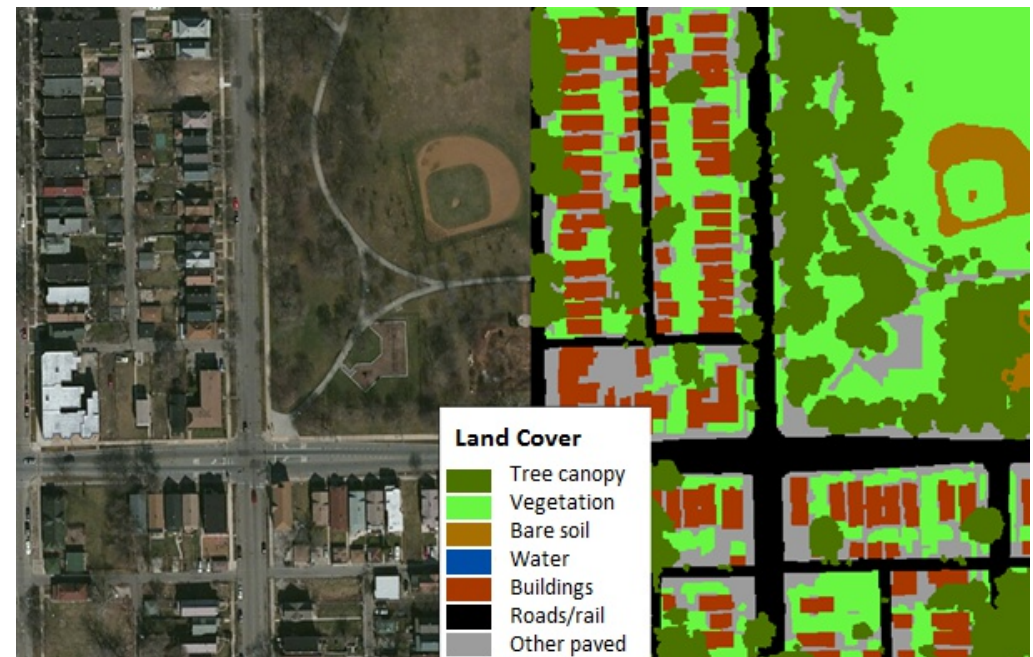 Land Cover
Tree canopy
Vegetation
Bare soil
Water
Buildings
Roads/rail
Other paved